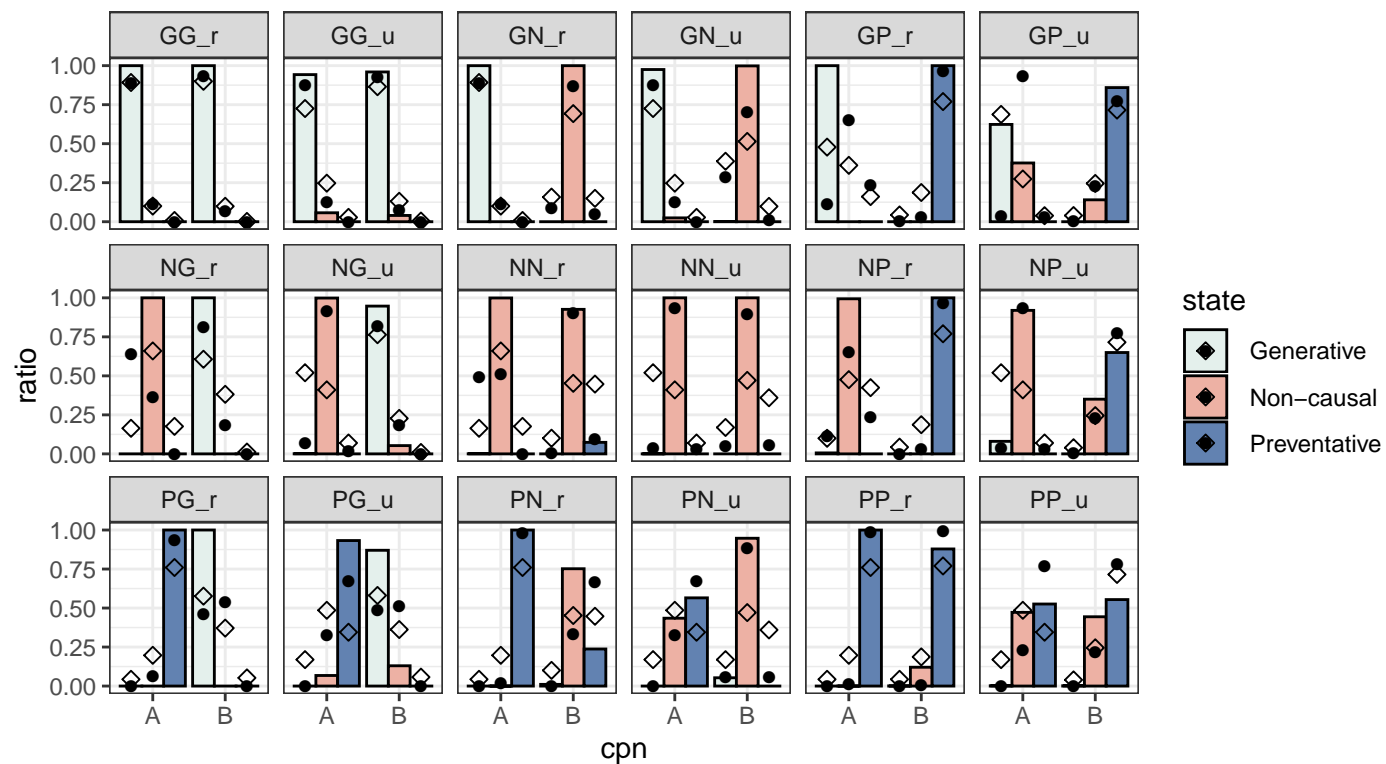 GG_r GG_u GN_r GN_u GP_r GP_u
1.00
0.75
0.50
0.25
0.00
NG_r NG_u NN_r NN_u NP_r NP_u
1.00
0.75
0.50
0.25
0.00
PG_r PG_u PN_r PN_u PP_r PP_u
1.00
0.75
0.50
0.25
0.00
A B A B A B A B A B A B
cpn
ratio
state
Generative
Non−causal
Preventative